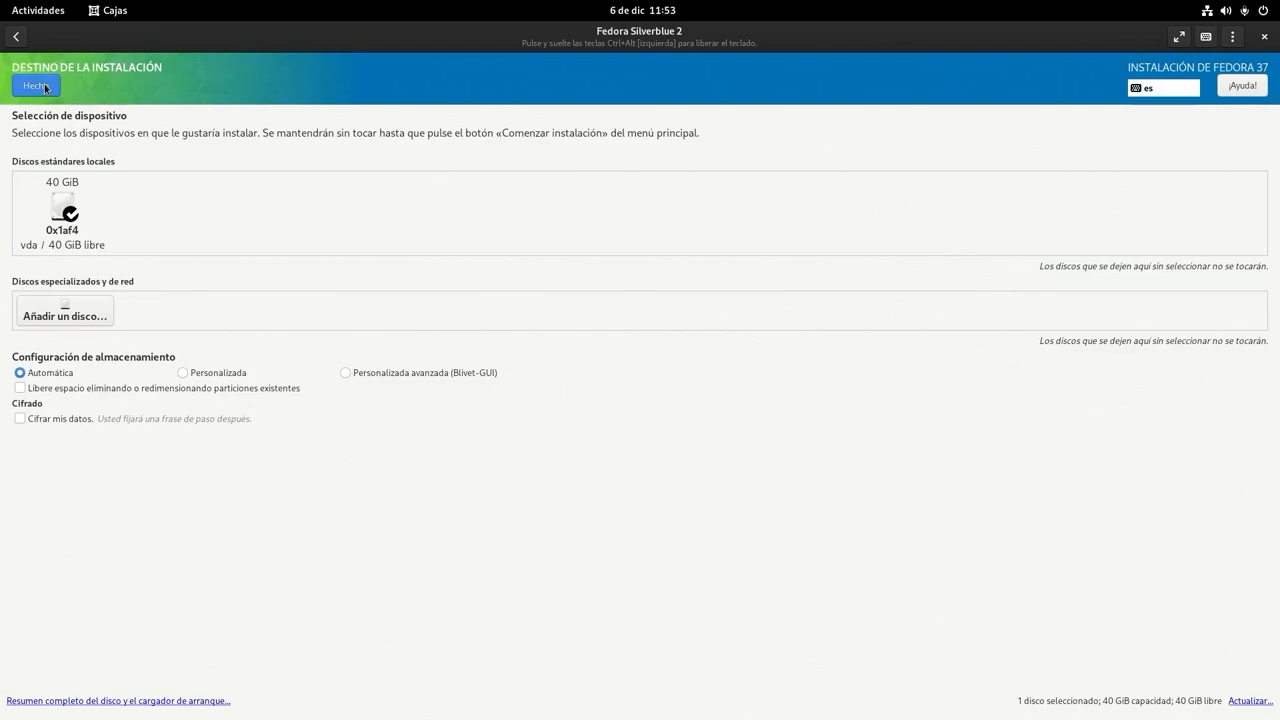 Actividades
Cajas
6 de dic 11:53
Fedora Silverblue 2
Pulse y suelte las teclas Ctrl+Alt [izquierda] para liberar el teclado.
DESTINO DE LA INSTALACIÓN
INSTALACIÓN DE FEDORA 37
Hecho
es
¡Ayuda!
Selección de dispositivo
Seleccione los dispositivos en que le gustaría instalar. Se mantendrán sin tocar hasta que pulse el botón «Comenzar instalación» del menú principal.
Discos estándares locales
40 GiB
0x1af4
vda / 40 GiB libre
Los discos que se dejen aquí sin seleccionar no se tocarán.
Discos especializados y de red
Añadir un disco...
Los discos que se dejen aquí sin seleccionar no se tocarán.
Configuración de almacenamiento
Automática
Personalizada
Personalizada avanzada (Blivet-GUI)
Libere espacio eliminando o redimensionando particiones existentes
Cifrado
Cifrar mis datos. Usted fijará una frase de paso después.
Resumen completo del disco y el cargador de arranque...
1 disco seleccionado; 40 GiB capacidad; 40 GiB libre
Actualizar...